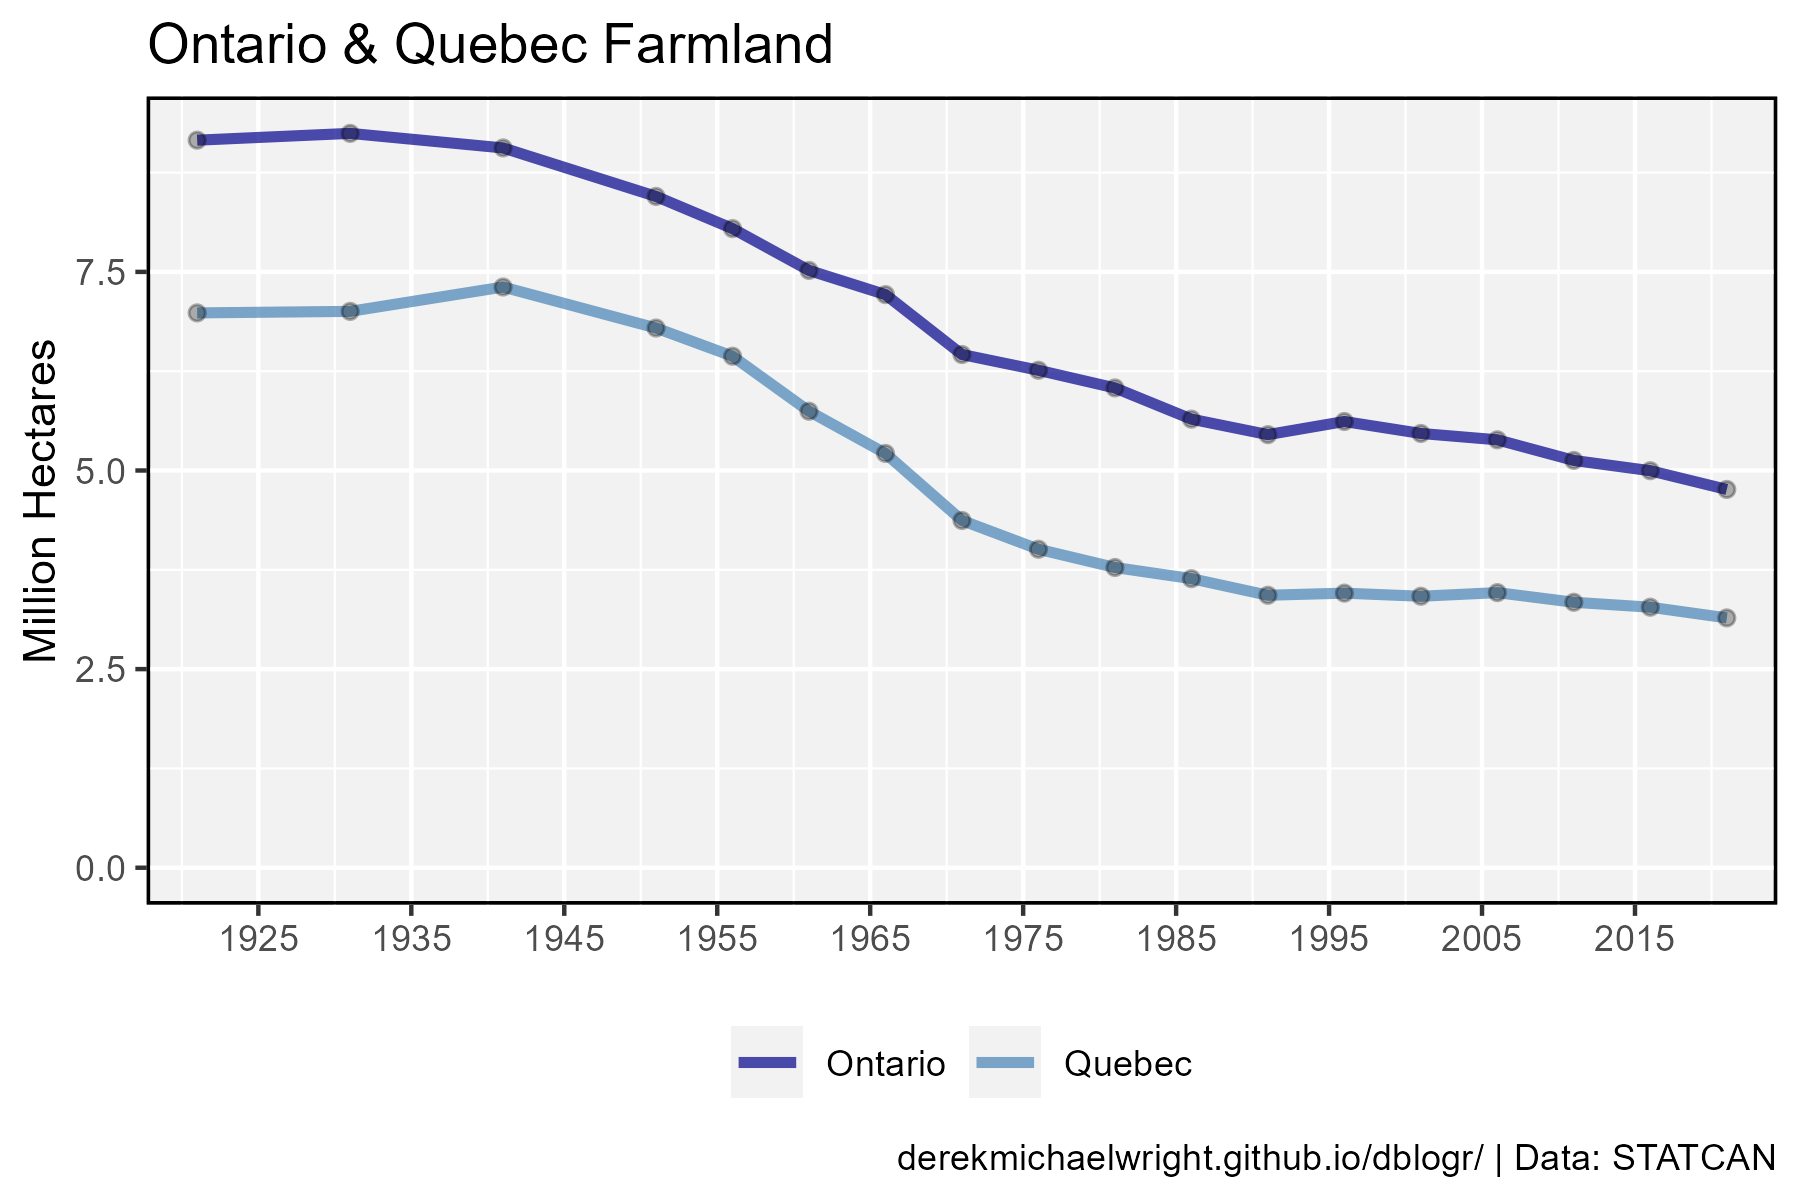 Ontario & Quebec Farmland
Million Hectares
7.5
5.0
2.5
0.0
1925 1935 1945 1955 1965 1975 1985 1995 2005 2015
Ontario Quebec
derekmichaelwright.github.io/dblogr/ | Data: STATCAN